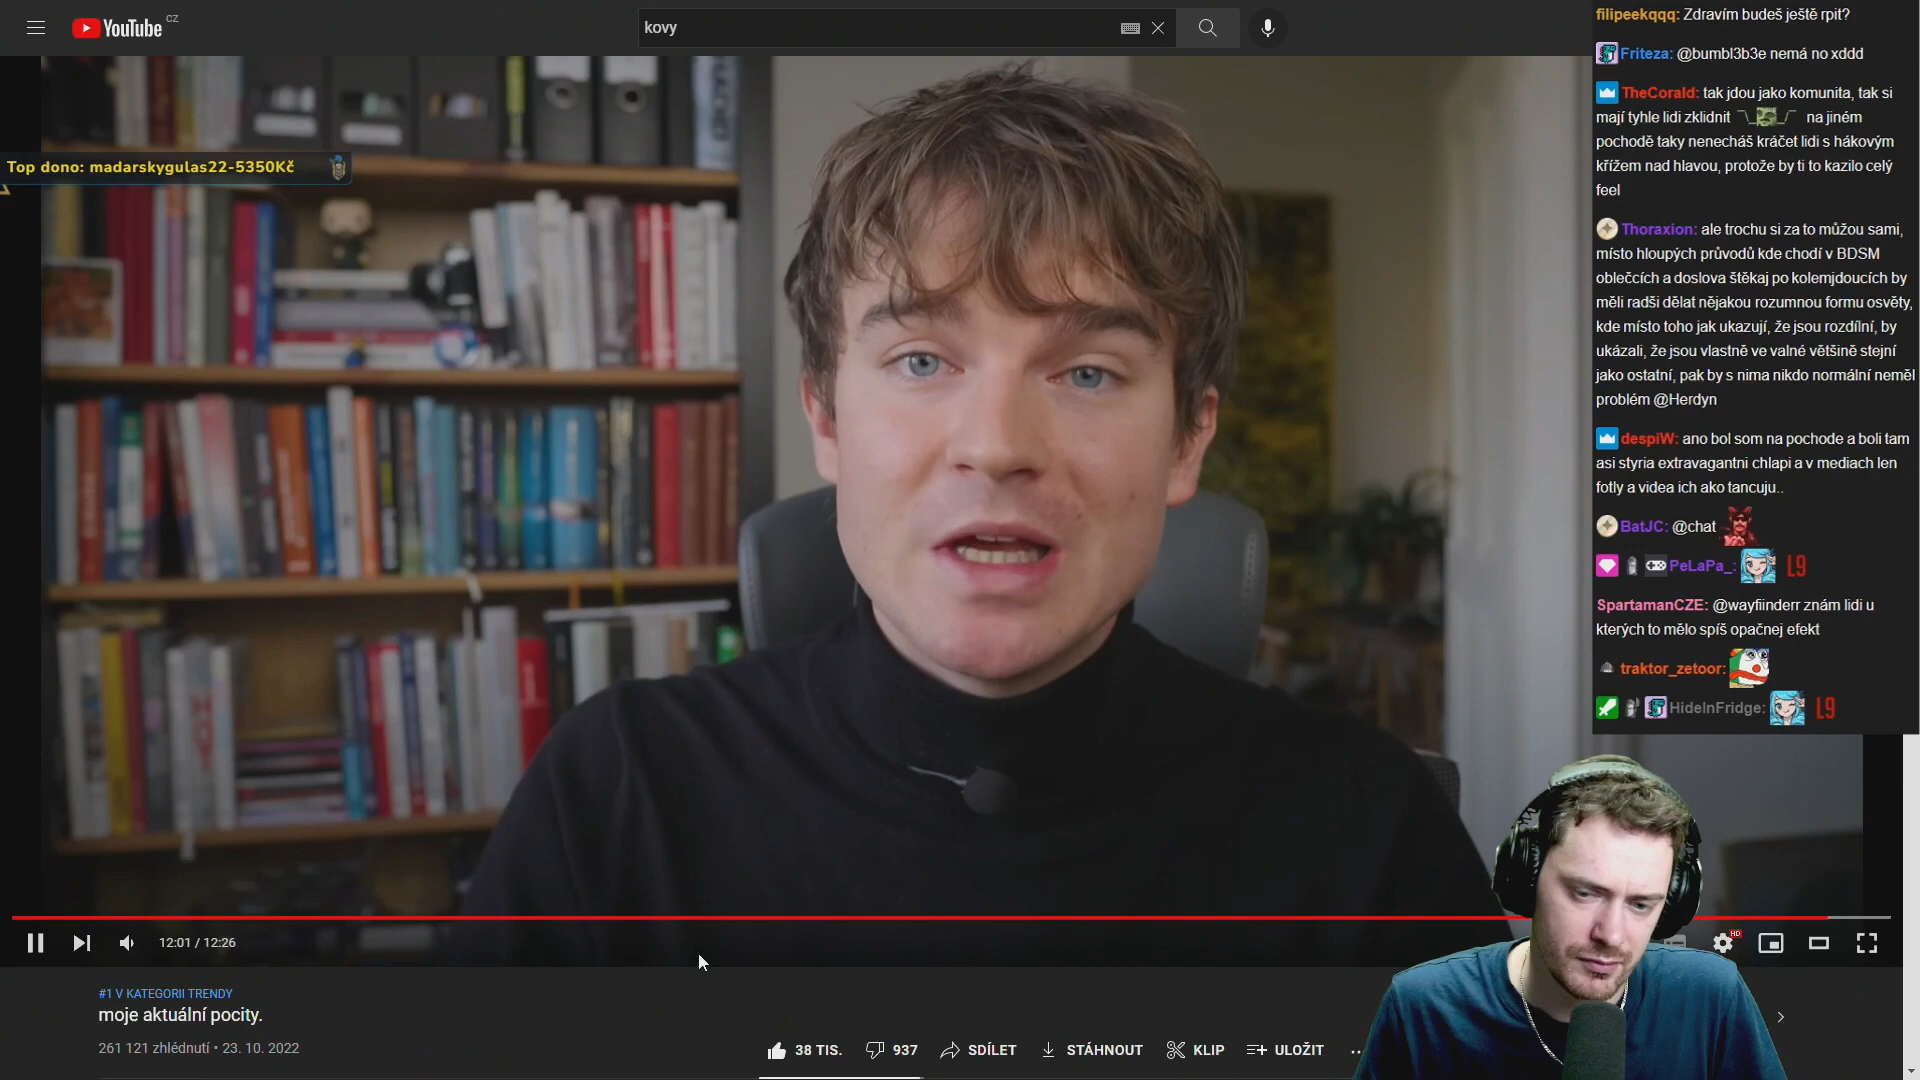 YouTube CZ
kovy
Top dono: madarskygulas22-5350Kč
filipeekqqq: Zdravím budeš ještě rpit?
Friteza: @bumbl3b3e nemá no xddd
TheCorald: tak jdou jako komunita, tak si
mají tyhle lidi zklidnit na jiném
pochodě taky nenecháš kráčet lidi s hákovým
křížem nad hlavou, protože by ti to kazilo celý
feel
Thoraxion: ale trochu si za to můžou sami,
místo hloupých průvodů kde chodí v BDSM
oblečcích a doslova štěkaj po kolemjdoucích by
měli radši dělat nějakou rozumnou formu osvěty,
kde místo toho jak ukazují, že jsou rozdílní, by
ukázali, že jsou vlastně ve valné většině stejní
jako ostatní, pak by s nima nikdo normální neměl
problém @Herdyn
despiW: ano bol som na pochode a boli tam
asi styria extravagantni chlapi a v mediach len
fotly a videa ich ako tancuju..
BatJC: @chat
PeLaPa_: L9
SpartamanCZE: @wayfiinderr znám lidi u
kterých to mělo spíš opačnej efekt
traktor_zetoor:
HideInFridge: L9
12:01 / 12:26
HD
#1 V KATEGORII TRENDY
moje aktuální pocity.
261 121 zhlédnutí • 23. 10. 2022
38 TIS. 937 SDÍLET STÁHNOUT KLIP ULOŽIT